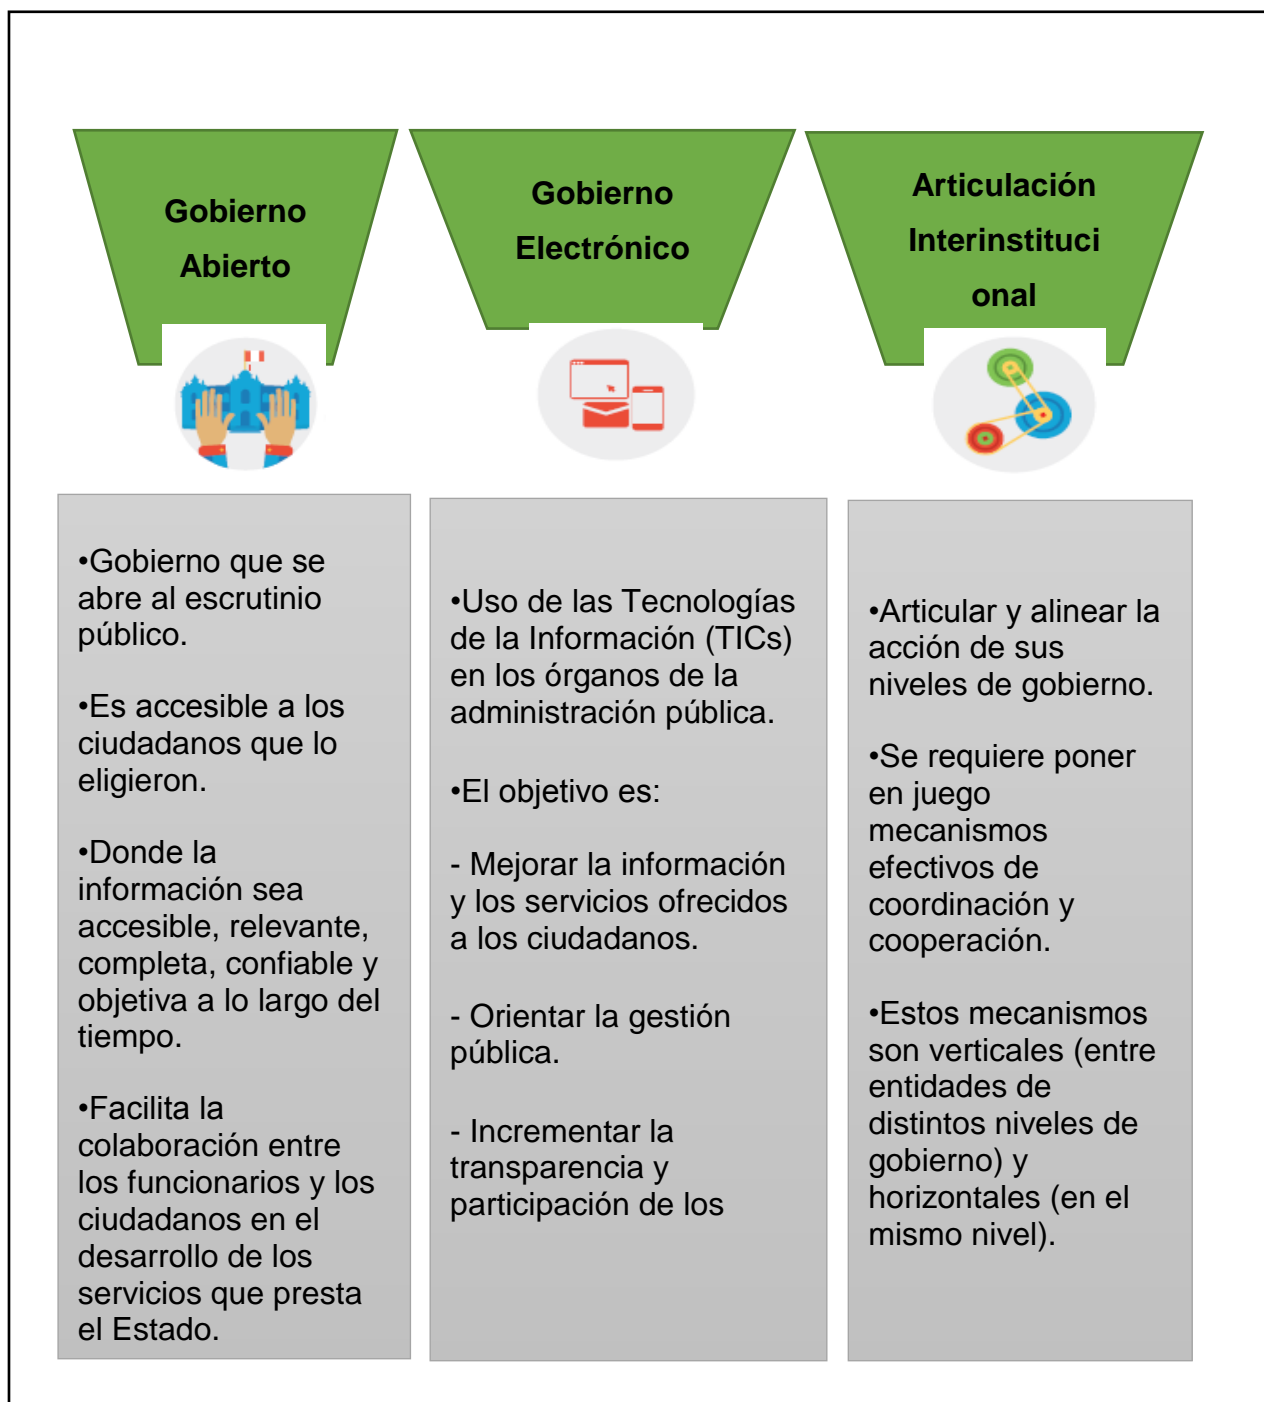 Gobierno
Abierto
Gobierno
Electrónico
Articulación
Interinstituci
onal
•Gobierno que se
abre al escrutinio
público.
•Es accesible a los
ciudadanos que lo
eligieron.
•Donde la
información sea
accesible, relevante,
completa, confiable y
objetiva a lo largo del
tiempo.
•Facilita la
colaboración entre
los funcionarios y los
ciudadanos en el
desarrollo de los
servicios que presta
el Estado.
•Uso de las Tecnologías
de la Información (TICs)
en los órganos de la
administración pública.
•El objetivo es:
- Mejorar la información
y los servicios ofrecidos
a los ciudadanos.
- Orientar la gestión
pública.
- Incrementar la
transparencia y
participación de los
•Articular y alinear la
acción de sus
niveles de gobierno.
•Se requiere poner
en juego
mecanismos
efectivos de
coordinación y
cooperación.
•Estos mecanismos
son verticales (entre
entidades de
distintos niveles de
gobierno) y
horizontales (en el
mismo nivel).